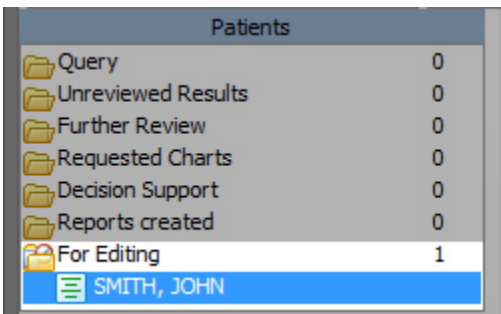 Patients
Query 0
Unreviewed Results 0
Further Review 0
Requested Charts 0
Decision Support 0
Reports created 0
For Editing 1
SMITH, JOHN